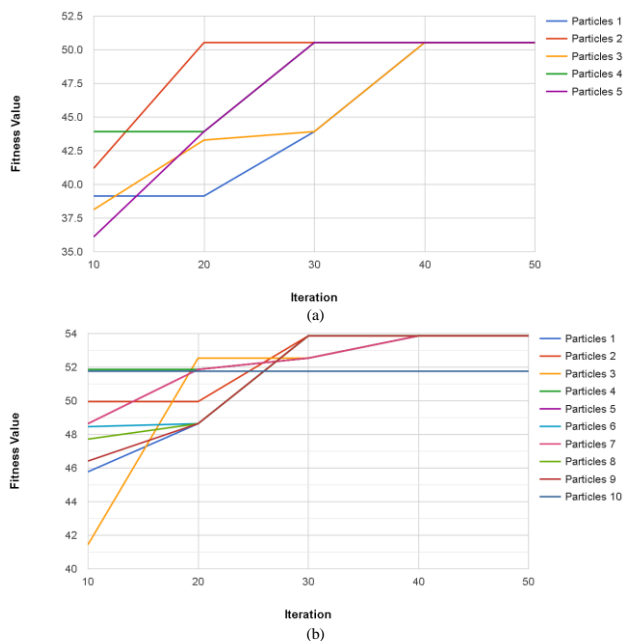 52.5
50.0
47.5
45.0
42.5
40.0
37.5
35.0
Fitness Value
10 20 30 40 50
Iteration
Particles 1
Particles 2
Particles 3
Particles 4
Particles 5
(a)
54
52
50
48
46
44
42
40
Fitness Value
10 20 30 40 50
Iteration
Particles 1
Particles 2
Particles 3
Particles 4
Particles 5
Particles 6
Particles 7
Particles 8
Particles 9
Particles 10
(b)